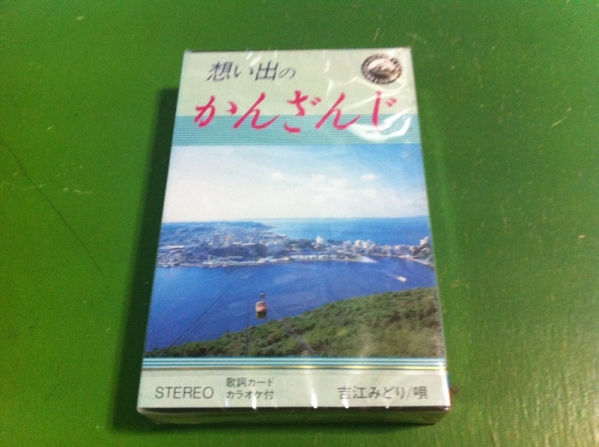 想い出の
かんざんじ
STEREO
歌詞カード
カラオケ付
吉江みどり/唄